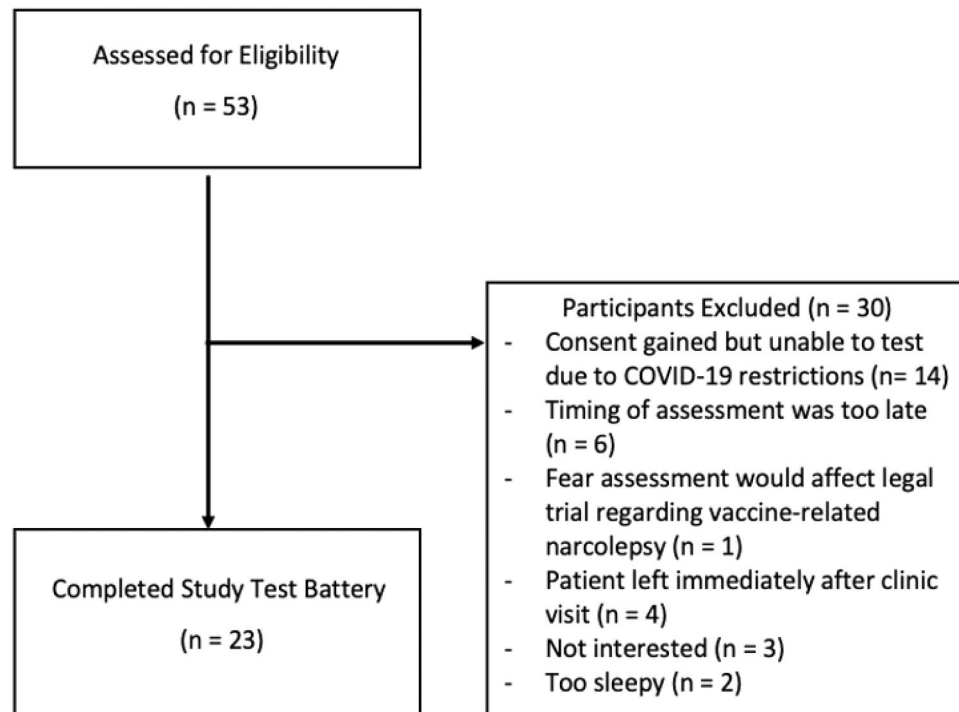 Assessed for Eligibility
(n = 53)
Participants Excluded (n = 30)
- Consent gained but unable to test
due to COVID-19 restrictions (n= 14)
- Timing of assessment was too late
(n = 6)
- Fear assessment would affect legal
trial regarding vaccine-related
narcolepsy (n = 1)
- Patient left immediately after clinic
visit (n = 4)
- Not interested (n = 3)
- Too sleepy (n = 2)
Completed Study Test Battery
(n = 23)